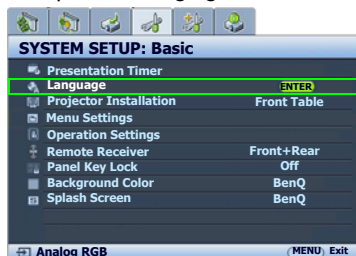 SYSTEM SETUP: Basic
Presentation Timer
Language ENTER
Projector Installation Front Table
Menu Settings
Operation Settings
Remote Receiver Front+Rear
Panel Key Lock Off
Background Color BenQ
Splash Screen BenQ
Analog RGB MENU Exit